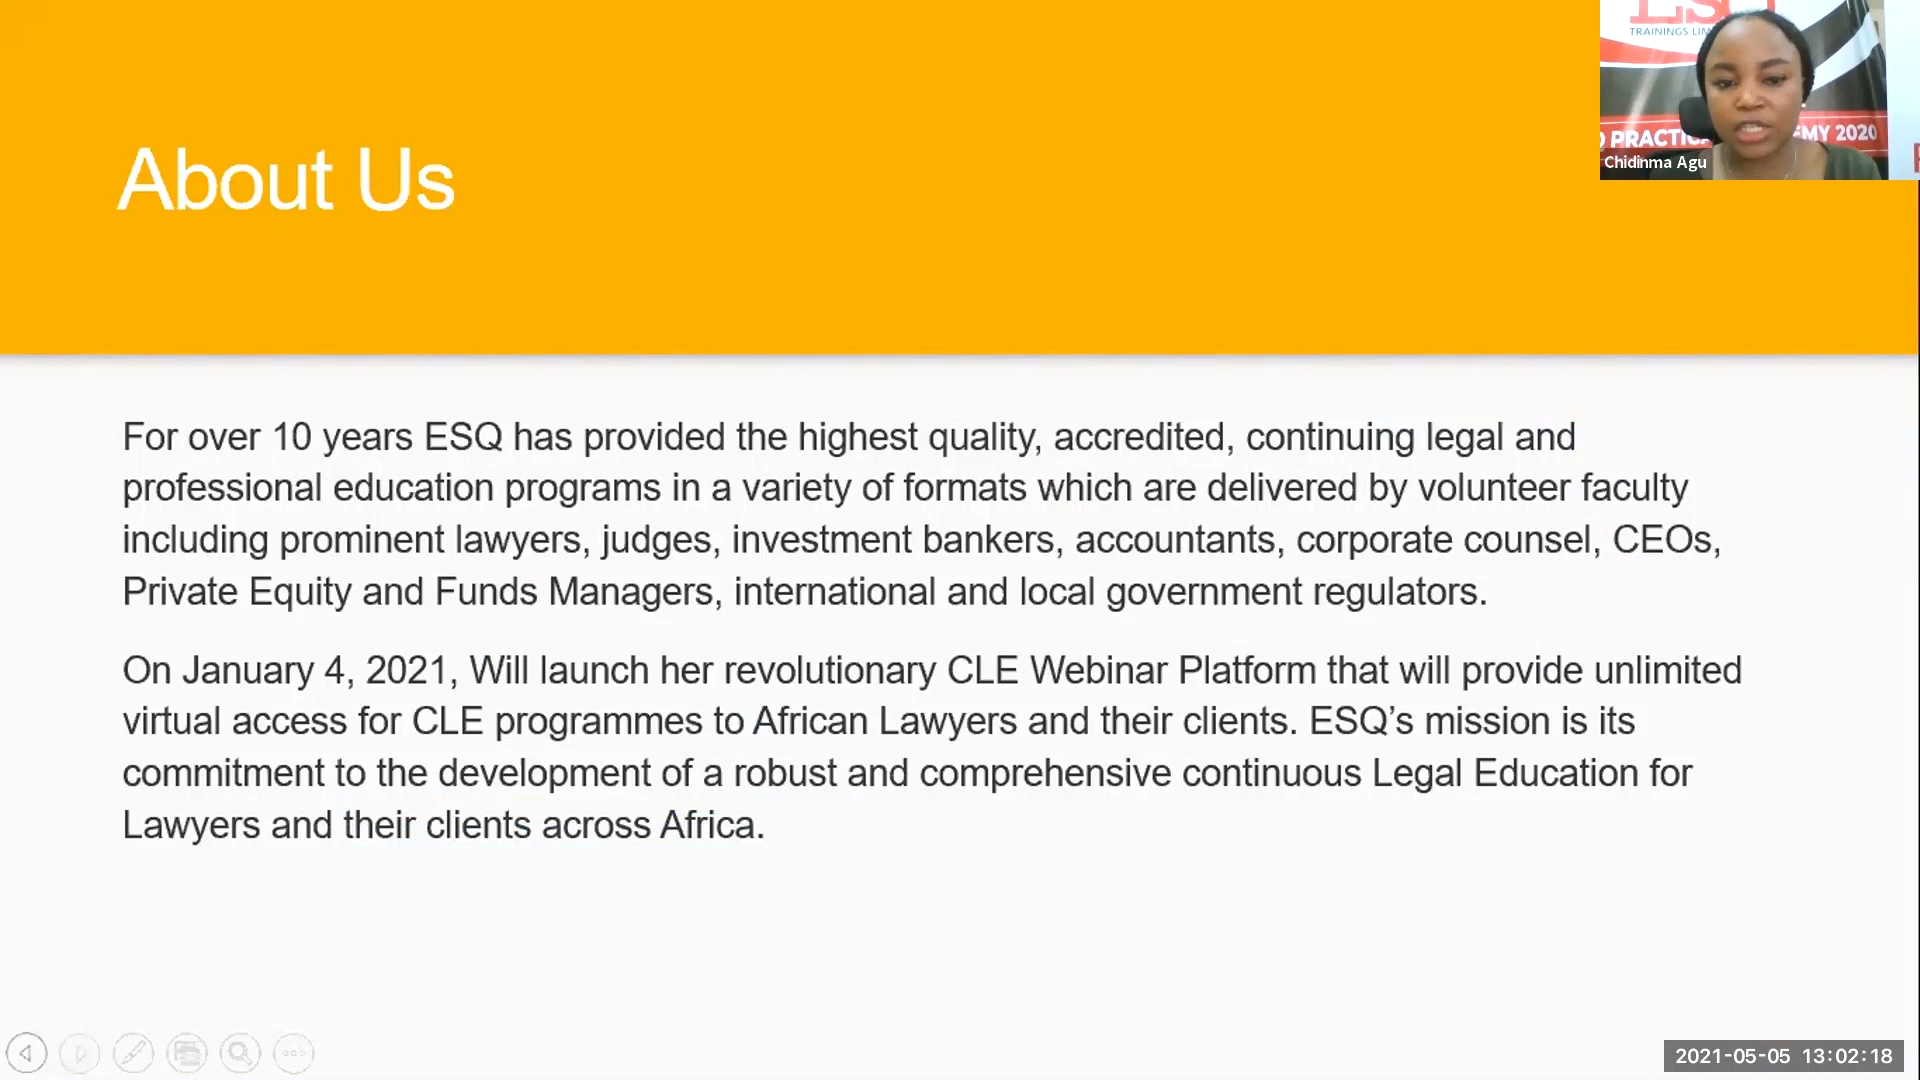 About Us
TRAININGS
PRACTIC
EMY 2020
Chidinma Agu
For over 10 years ESQ has provided the highest quality, accredited, continuing legal and
professional education programs in a variety of formats which are delivered by volunteer faculty
including prominent lawyers, judges, investment bankers, accountants, corporate counsel, CEOs,
Private Equity and Funds Managers, international and local government regulators.
On January 4, 2021, Will launch her revolutionary CLE Webinar Platform that will provide unlimited
virtual access for CLE programmes to African Lawyers and their clients. ESQ’s mission is its
commitment to the development of a robust and comprehensive continuous Legal Education for
Lawyers and their clients across Africa.
2021-05-05 13:02:18